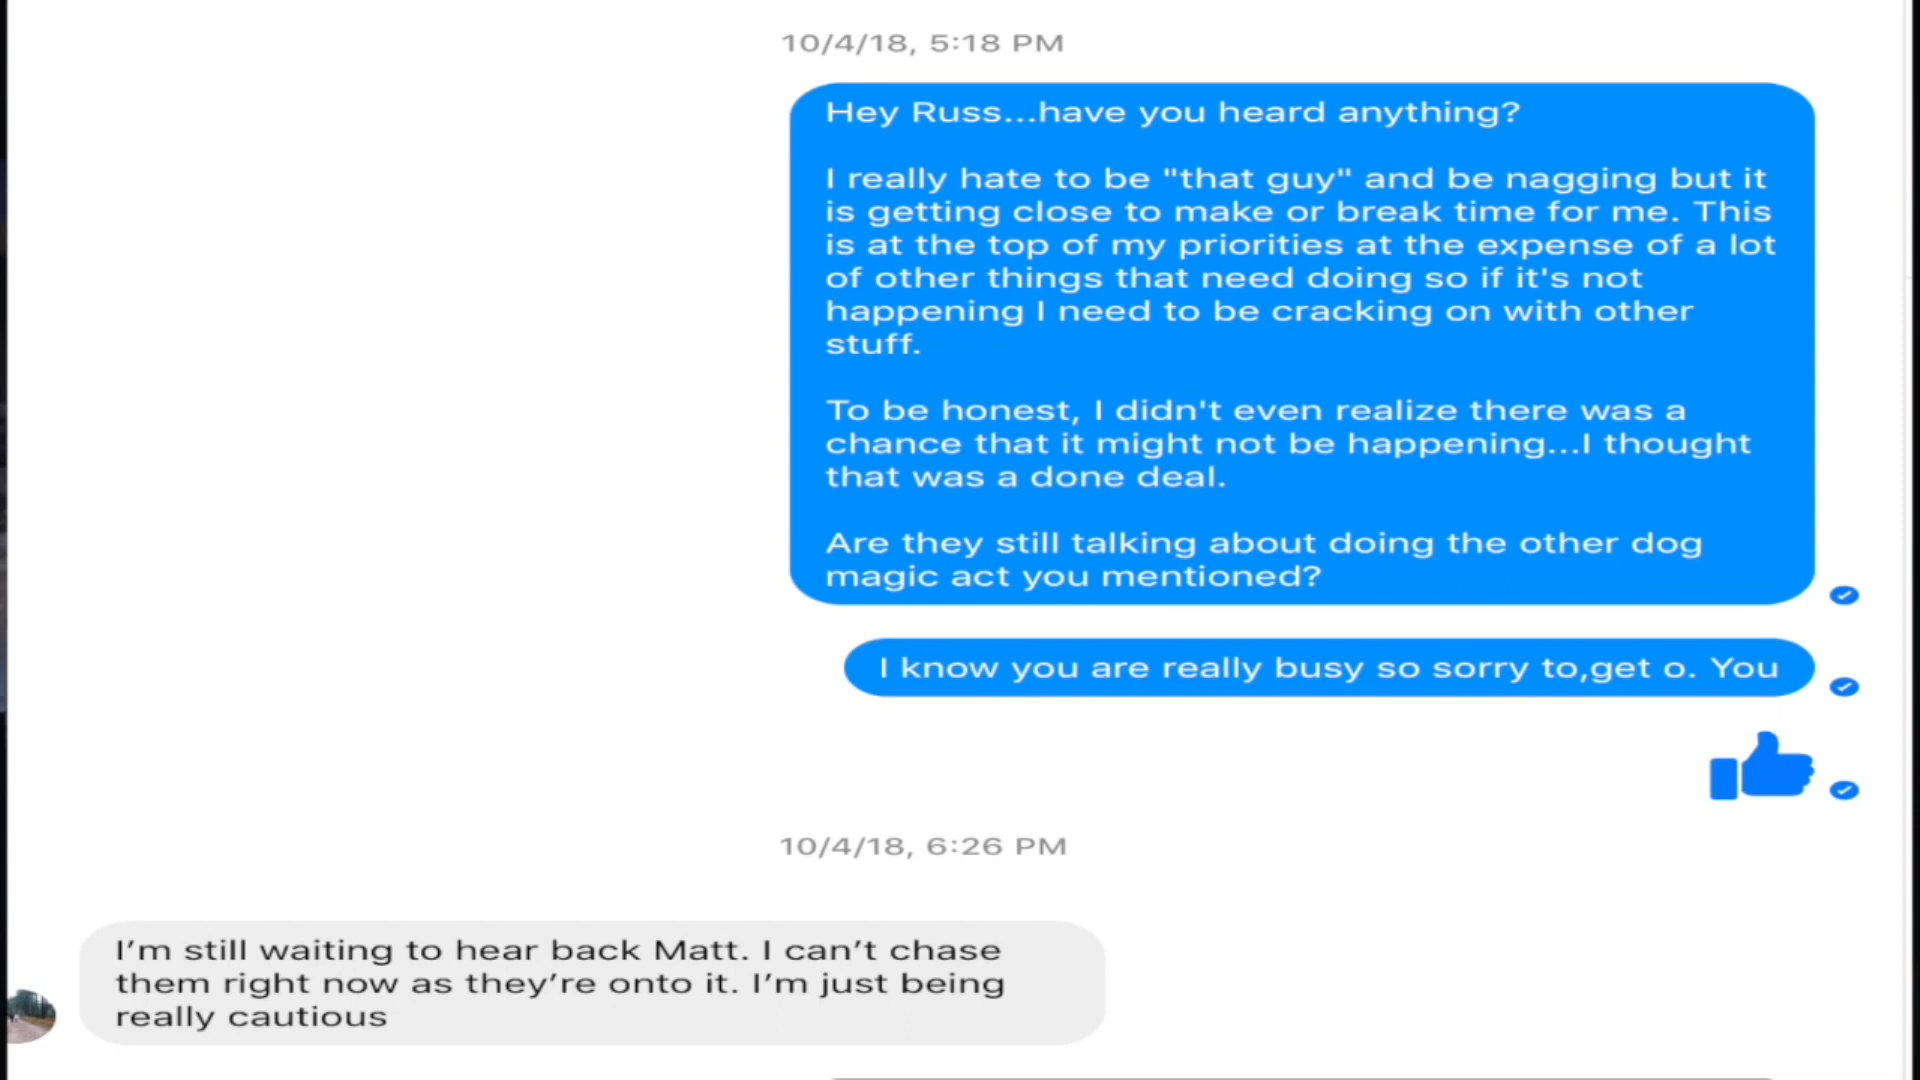 10/4/18, 5:18 PM
Hey Russ...have you heard anything?
I really hate to be "that guy" and be nagging but it
is getting close to make or break time for me. This
is at the top of my priorities at the expense of a lot
of other things that need doing so if it's not
happening I need to be cracking on with other
stuff.
To be honest, I didn't even realize there was a
chance that it might not be happening...I thought
that was a done deal.
Are they still talking about doing the other dog
magic act you mentioned?
I know you are really busy so sorry to,get o. You
10/4/18, 6:26 PM
I’m still waiting to hear back Matt. I can’t chase
them right now as they’re onto it. I’m just being
really cautious